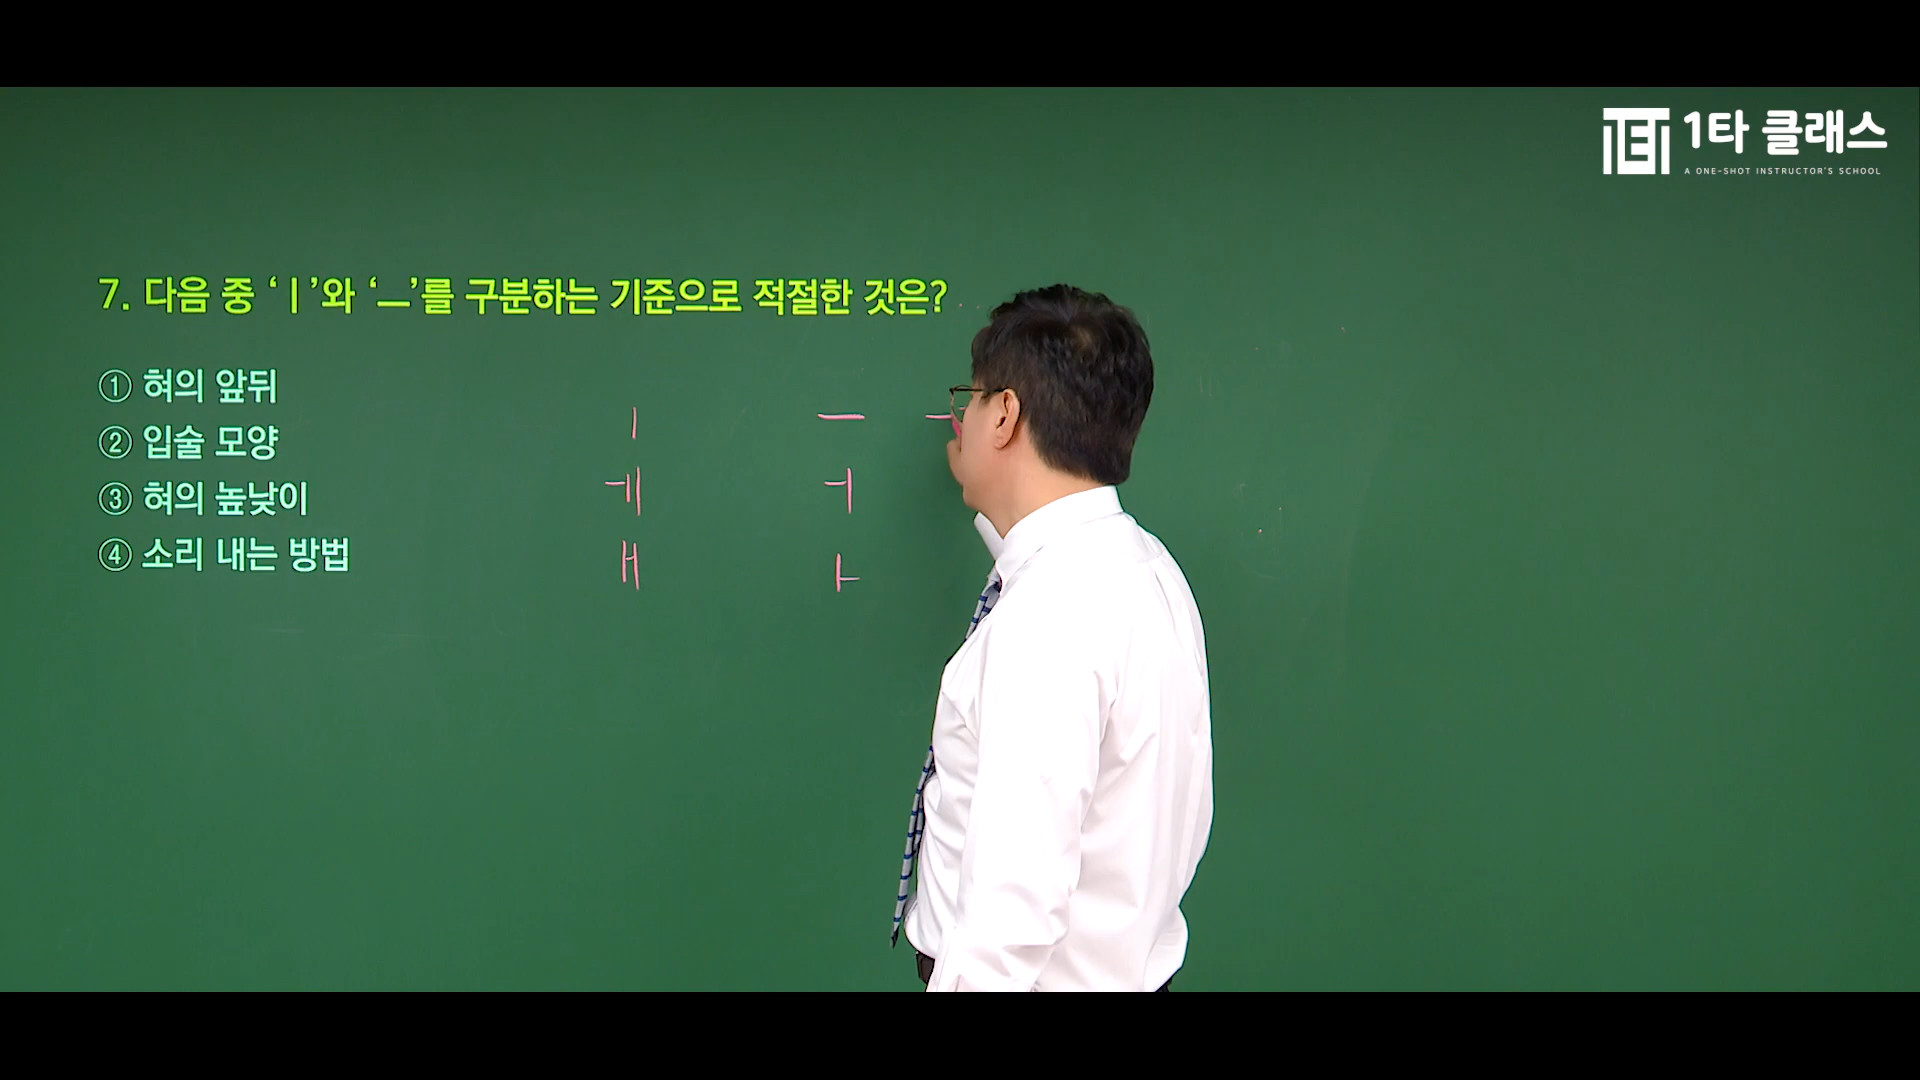 1타 클래스
A ONE-SHOT INSTRUCTOR'S SCHOOL
7. 다음 중 ‘ㅣ’와 ‘ㅡ’를 구분하는 기준으로 적절한 것은?
① 혀의 앞뒤
② 입술 모양
③ 혀의 높낮이
④ 소리 내는 방법
ㅣ ㅡ
ㅔ ㅓ
ㅐ ㅏ